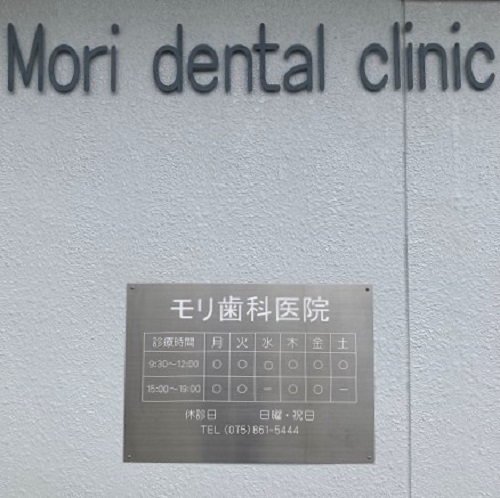 Mori dental clinic
モリ歯科医院
診療時間 月 火 水 木 金 土
9:30〜12:00 ○ ○ ○ ○ ○ ○
15:00〜19:00 ○ ○ ー ○ ○ ー
休診日 日曜・祝日
TEL (075) 861-5444